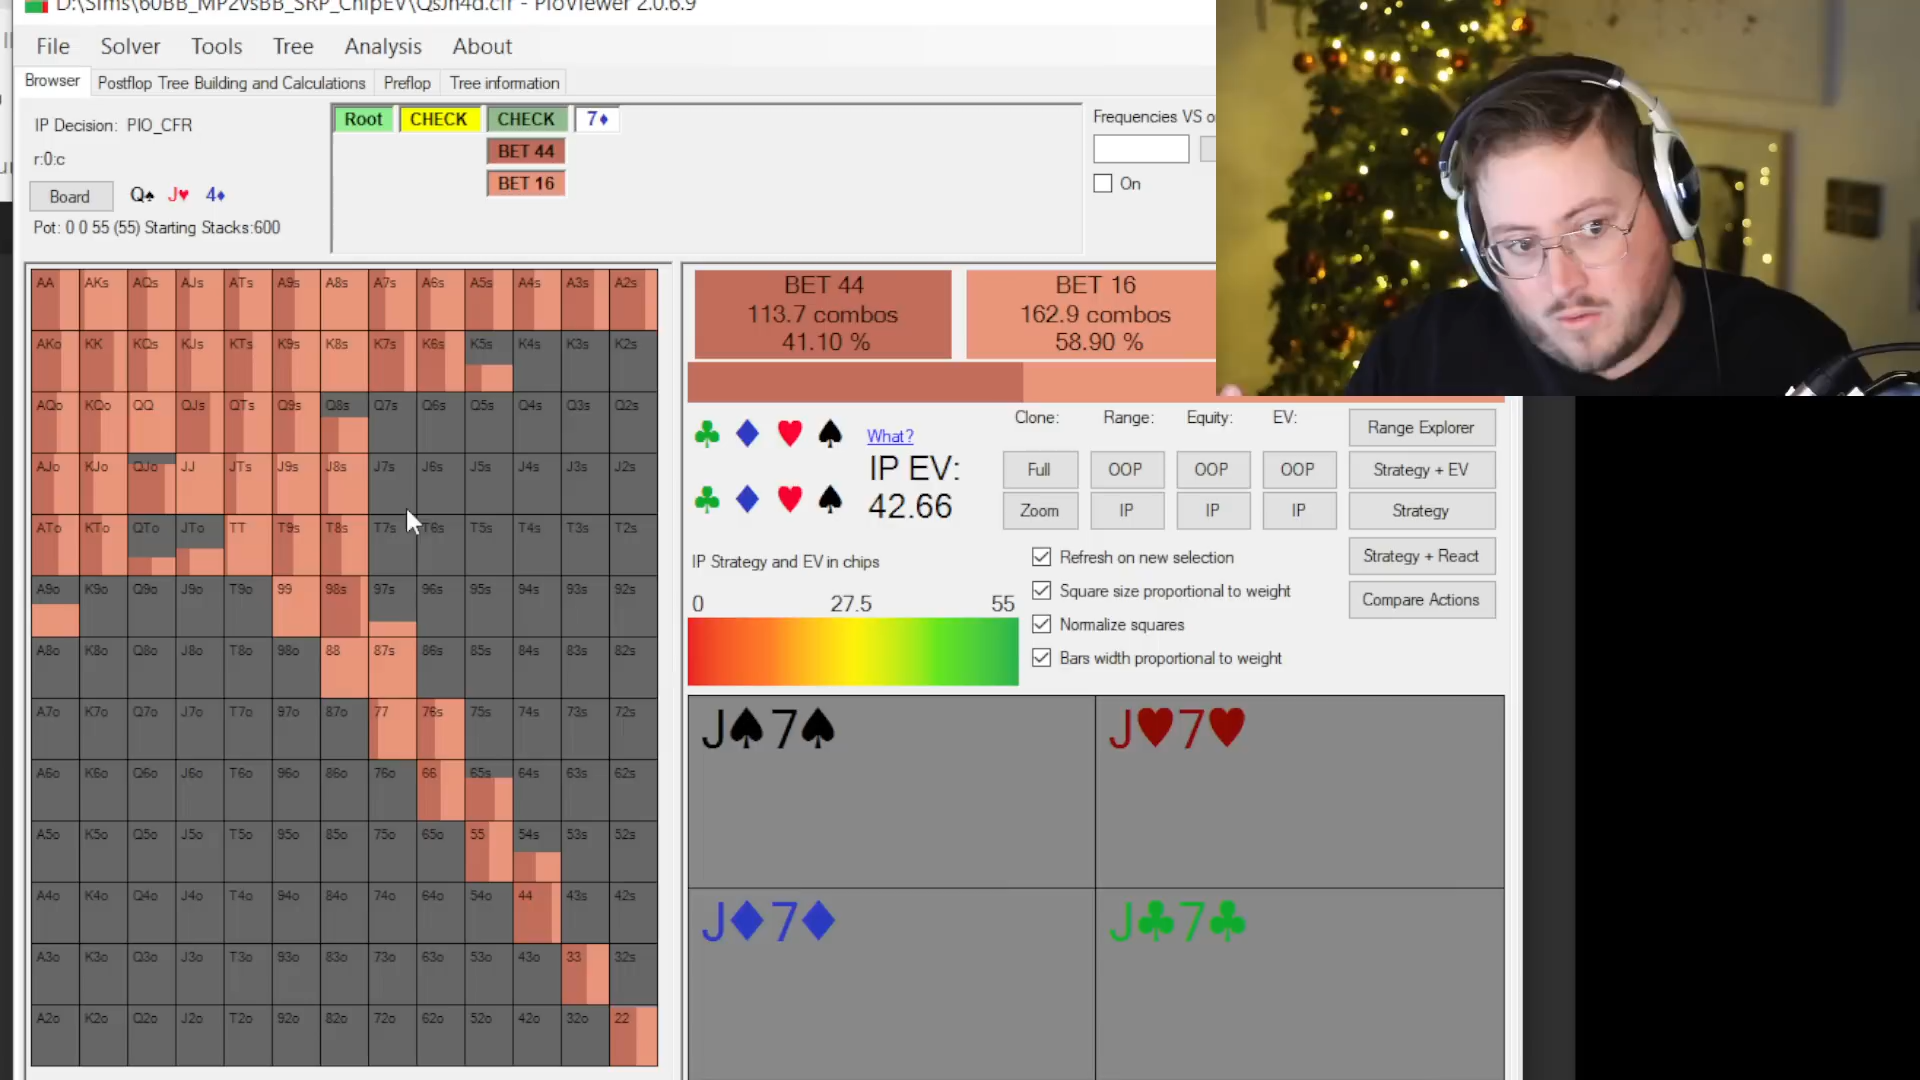 D:\Sims\60BB_MP2vsBB_SRP_ChipEV\QsJh4d.cfr - PioViewer 2.0.6.9
File Solver Tools Tree Analysis About
Browser Postflop Tree Building and Calculations Preflop Tree information
IP Decision: PIO_CFR
r:0:c
Board Q♠ J♥ 4♦
Pot: 0 0 55 (55) Starting Stacks:600
Root CHECK CHECK 7♦
BET 44
BET 16
Frequencies VS o
On
AA AKs AQs AJs ATs A9s A8s A7s A6s A5s A4s A3s A2s
AKo KK KQs KJs KTs K9s K8s K7s K6s K5s K4s K3s K2s
AQo KQo QQ QJs QTs Q9s Q8s Q7s Q6s Q5s Q4s Q3s Q2s
AJo KJo QJo JJ JTs J9s J8s J7s J6s J5s J4s J3s J2s
ATo KTo QTo JTo TT T9s T8s T7s T6s T5s T4s T3s T2s
A9o K9o Q9o J9o T9o 99 98s 97s 96s 95s 94s 93s 92s
A8o K8o Q8o J8o T8o 98o 88 87s 86s 85s 84s 83s 82s
A7o K7o Q7o J7o T7o 97o 87o 77 76s 75s 74s 73s 72s
A6o K6o Q6o J6o T6o 96o 86o 76o 66 65s 64s 63s 62s
A5o K5o Q5o J5o T5o 95o 85o 75o 65o 55 54s 53s 52s
A4o K4o Q4o J4o T4o 94o 84o 74o 64o 54o 44 43s 42s
A3o K3o Q3o J3o T3o 93o 83o 73o 63o 53o 43o 33 32s
A2o K2o Q2o J2o T2o 92o 82o 72o 62o 52o 42o 32o 22
BET 44
113.7 combos
41.10 %
BET 16
162.9 combos
58.90 %
♣ ♦ ♥ ♠
♣ ♦ ♥ ♠
What?
IP EV:
42.66
Clone: Range: Equity: EV:
Full OOP OOP OOP
Zoom IP IP IP
Range Explorer
Strategy + EV
Strategy
Strategy + React
Compare Actions
IP Strategy and EV in chips
0 27.5 55
Refresh on new selection
Square size proportional to weight
Normalize squares
Bars width proportional to weight
J♠7♠ J♥7♥
J♦7♦ J♣7♣